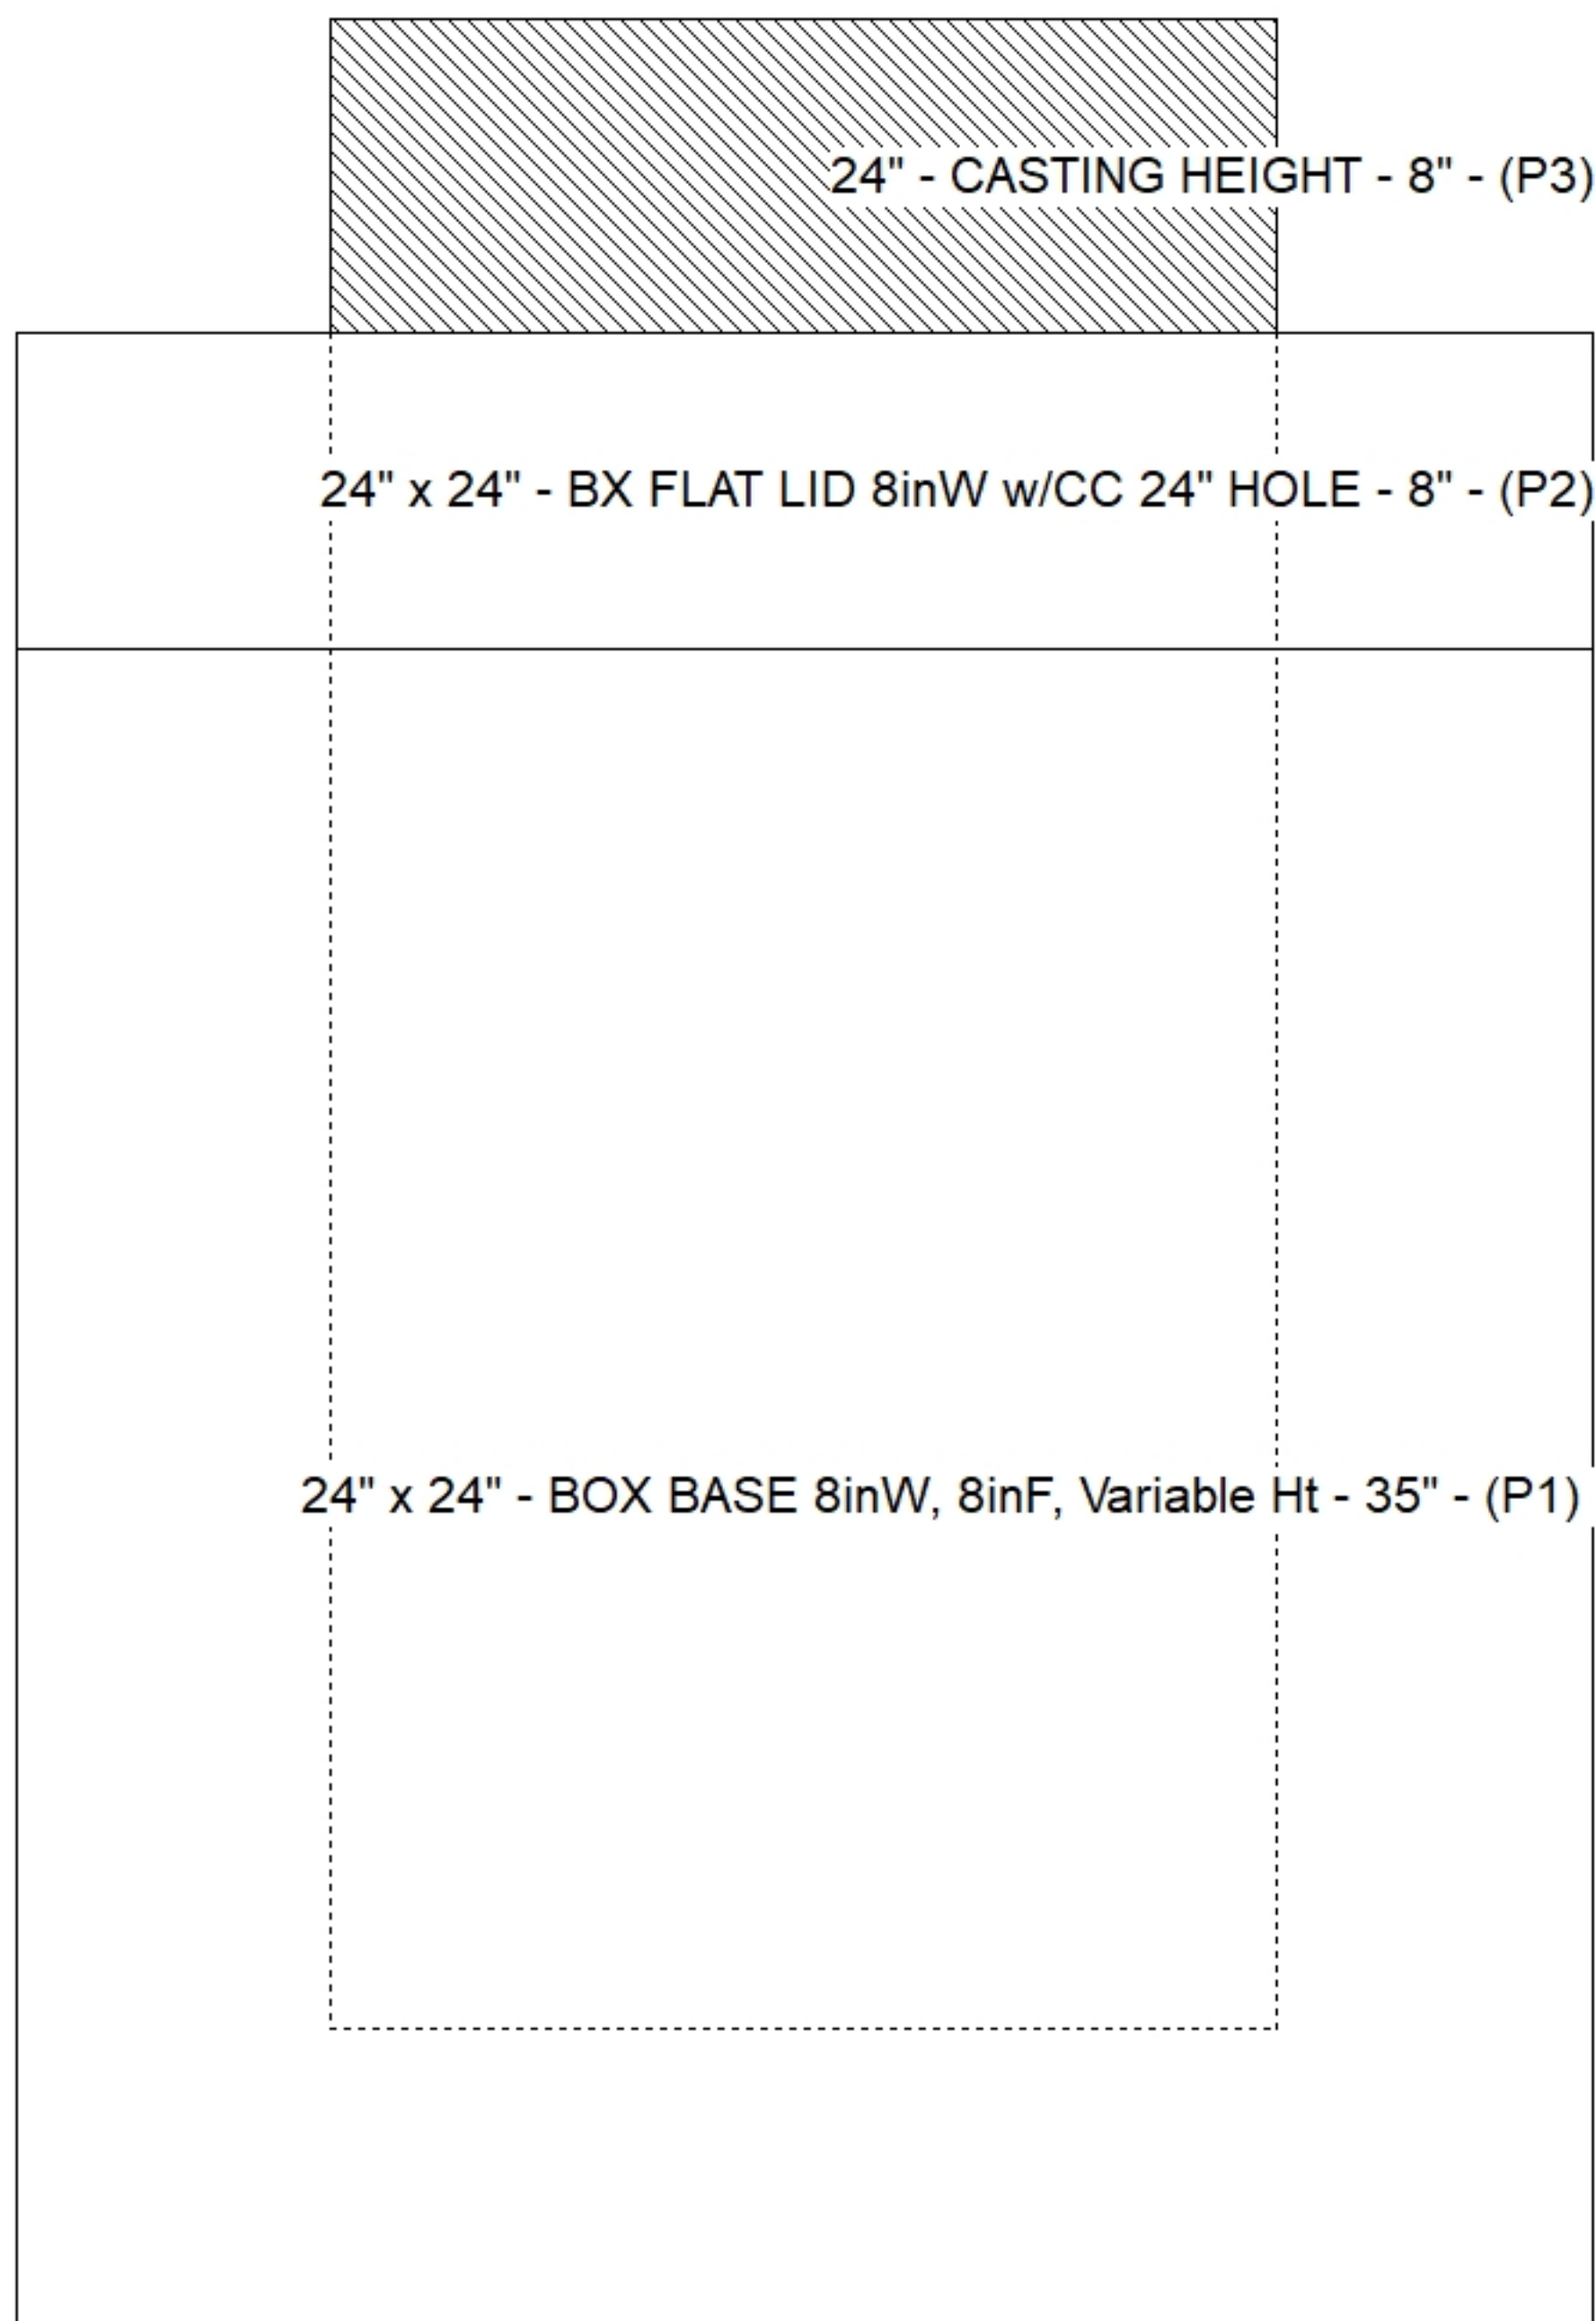 24" - CASTING HEIGHT - 8" - (P3)
24" x 24" - BX FLAT LID 8inW w/CC 24" HOLE - 8" - (P2)
24" x 24" - BOX BASE 8inW, 8inF, Variable Ht - 35" - (P1)